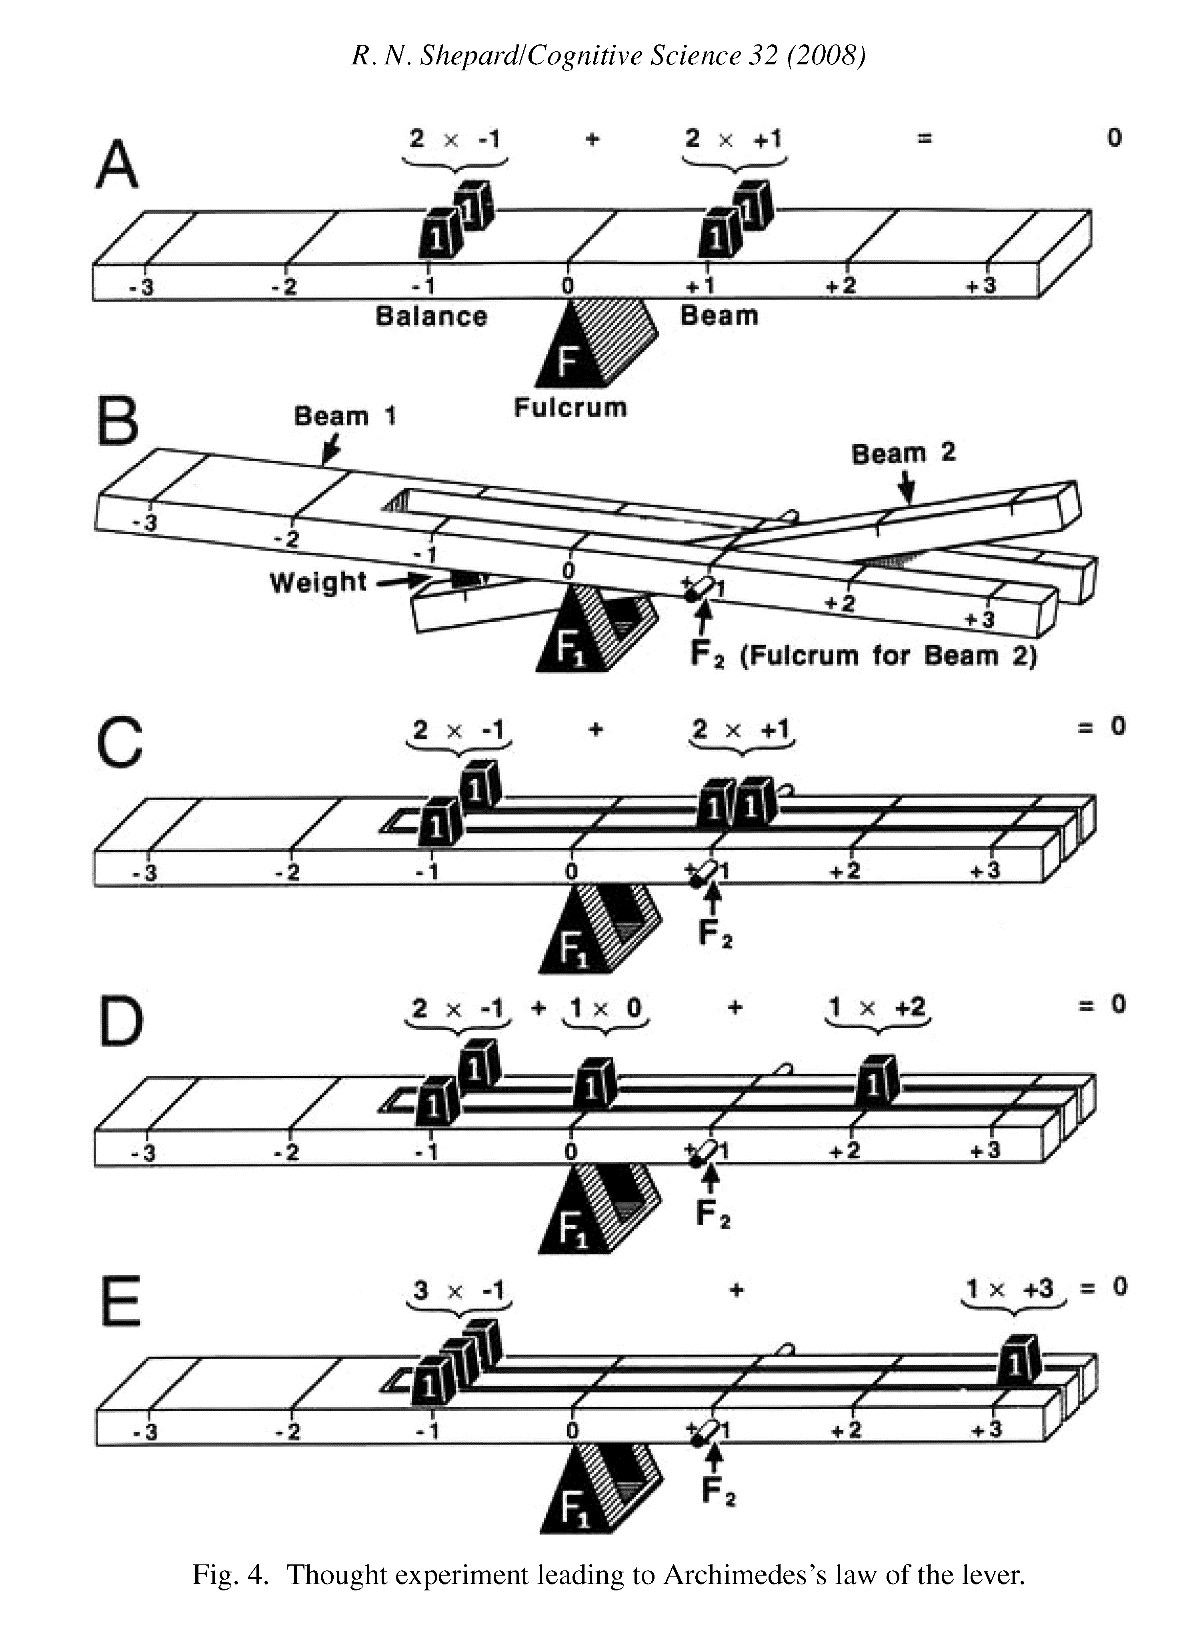 R. N. Shepard/Cognitive Science 32 (2008)
A
2 × -1 + 2 × +1 = 0
1 1 1 1
-3 -2 -1 0 +1 +2 +3
Balance Beam
F
Fulcrum
B
Beam 1
Beam 2
-3 -2 -1 0 +1 +2 +3
Weight
F1
F2 (Fulcrum for Beam 2)
C
2 × -1 + 2 × +1 = 0
1 1 1 1
-3 -2 -1 0 +1 +2 +3
F1
F2
D
2 × -1 + 1 × 0 + 1 × +2 = 0
1 1 1 1
-3 -2 -1 0 +1 +2 +3
F1
F2
E
3 × -1 + 1 × +3 = 0
1 1
-3 -2 -1 0 +1 +2 +3
F1
F2
Fig. 4. Thought experiment leading to Archimedes's law of the lever.